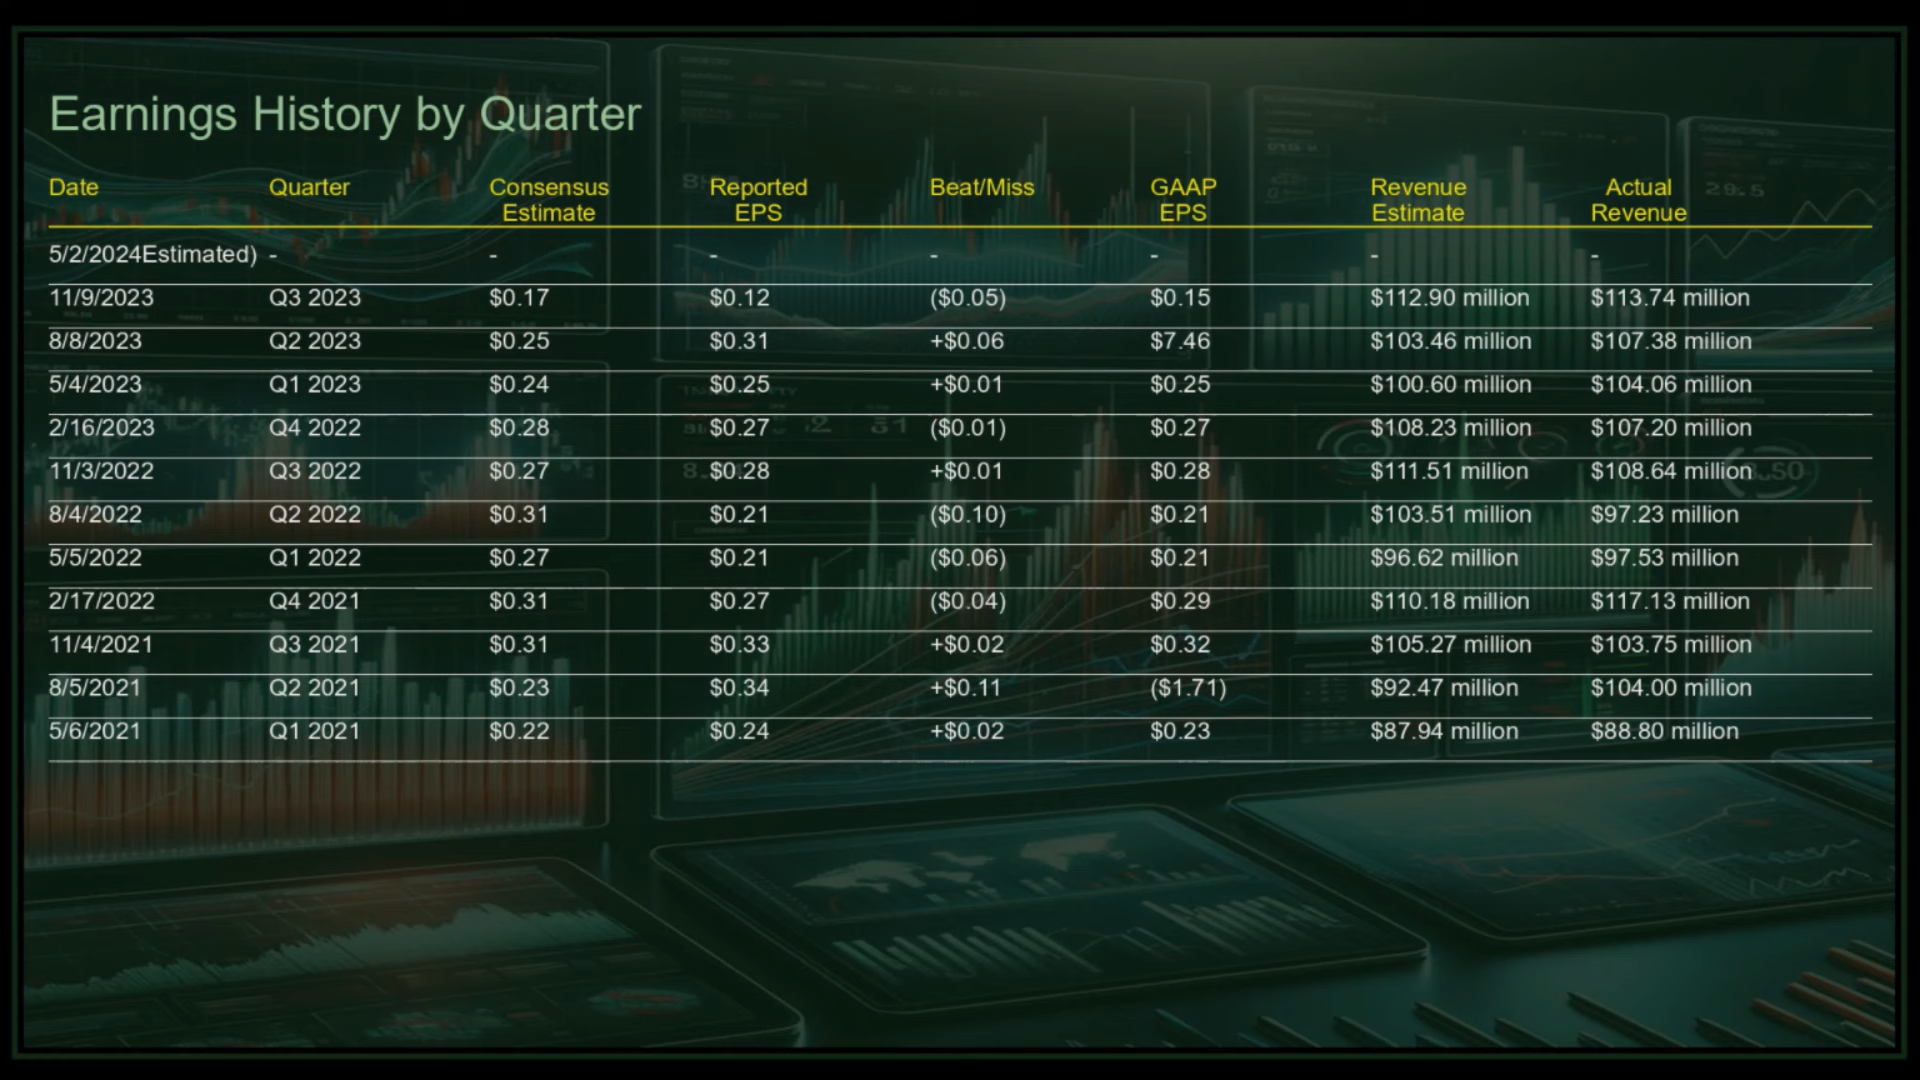 Earnings History by Quarter
Date Quarter Consensus Estimate Reported EPS Beat/Miss GAAP EPS Revenue Estimate Actual Revenue
5/2/2024Estimated) - - - - - - -
11/9/2023 Q3 2023 $0.17 $0.12 ($0.05) $0.15 $112.90 million $113.74 million
8/8/2023 Q2 2023 $0.25 $0.31 +$0.06 $7.46 $103.46 million $107.38 million
5/4/2023 Q1 2023 $0.24 $0.25 +$0.01 $0.25 $100.60 million $104.06 million
2/16/2023 Q4 2022 $0.28 $0.27 ($0.01) $0.27 $108.23 million $107.20 million
11/3/2022 Q3 2022 $0.27 $0.28 +$0.01 $0.28 $111.51 million $108.64 million
8/4/2022 Q2 2022 $0.31 $0.21 ($0.10) $0.21 $103.51 million $97.23 million
5/5/2022 Q1 2022 $0.27 $0.21 ($0.06) $0.21 $96.62 million $97.53 million
2/17/2022 Q4 2021 $0.31 $0.27 ($0.04) $0.29 $110.18 million $117.13 million
11/4/2021 Q3 2021 $0.31 $0.33 +$0.02 $0.32 $105.27 million $103.75 million
8/5/2021 Q2 2021 $0.23 $0.34 +$0.11 ($1.71) $92.47 million $104.00 million
5/6/2021 Q1 2021 $0.22 $0.24 +$0.02 $0.23 $87.94 million $88.80 million